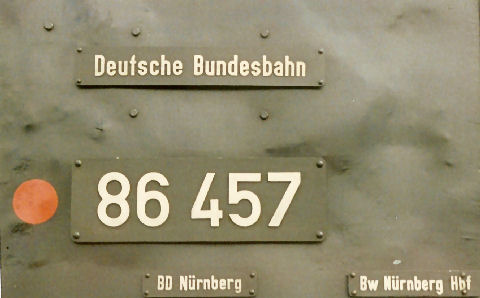 Deutsche Bundesbahn
86 457
BD Nürnberg
Bw Nürnberg Hbf